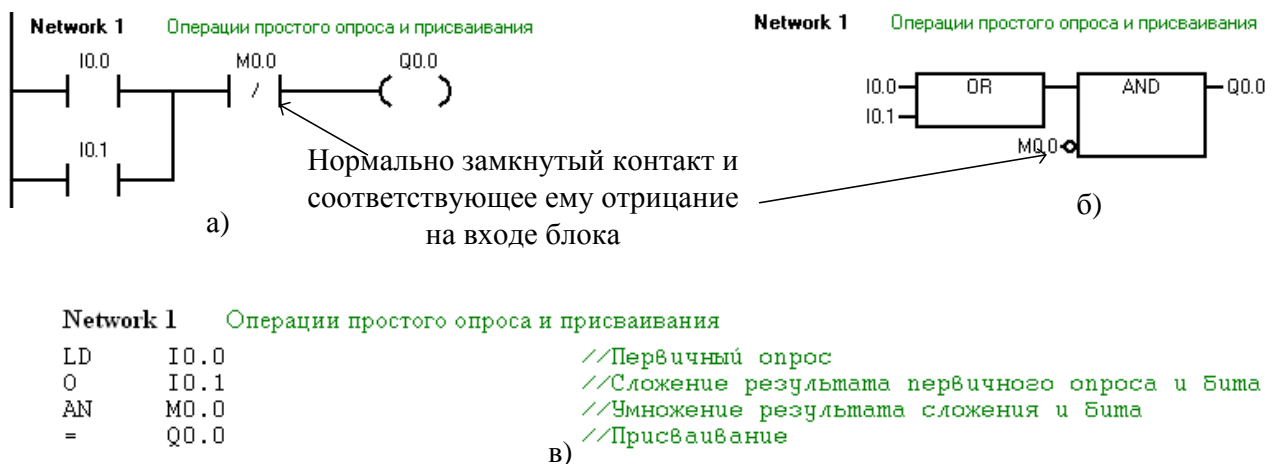 Network 1 Операции простого опроса и присваивания
I0.0 M0.0 Q0.0
/
I0.1
а)
Network 1 Операции простого опроса и присваивания
I0.0 OR AND Q0.0
I0.1
M0.0
б)
Нормально замкнутый контакт и
соответствующее ему отрицание
на входе блока
Network 1 Операции простого опроса и присваивания
LD I0.0 //Первичный опрос
O I0.1 //Сложение результата первичного опроса и бита
AN M0.0 //Умножение результата сложения и бита
= Q0.0 //Присваивание
в)